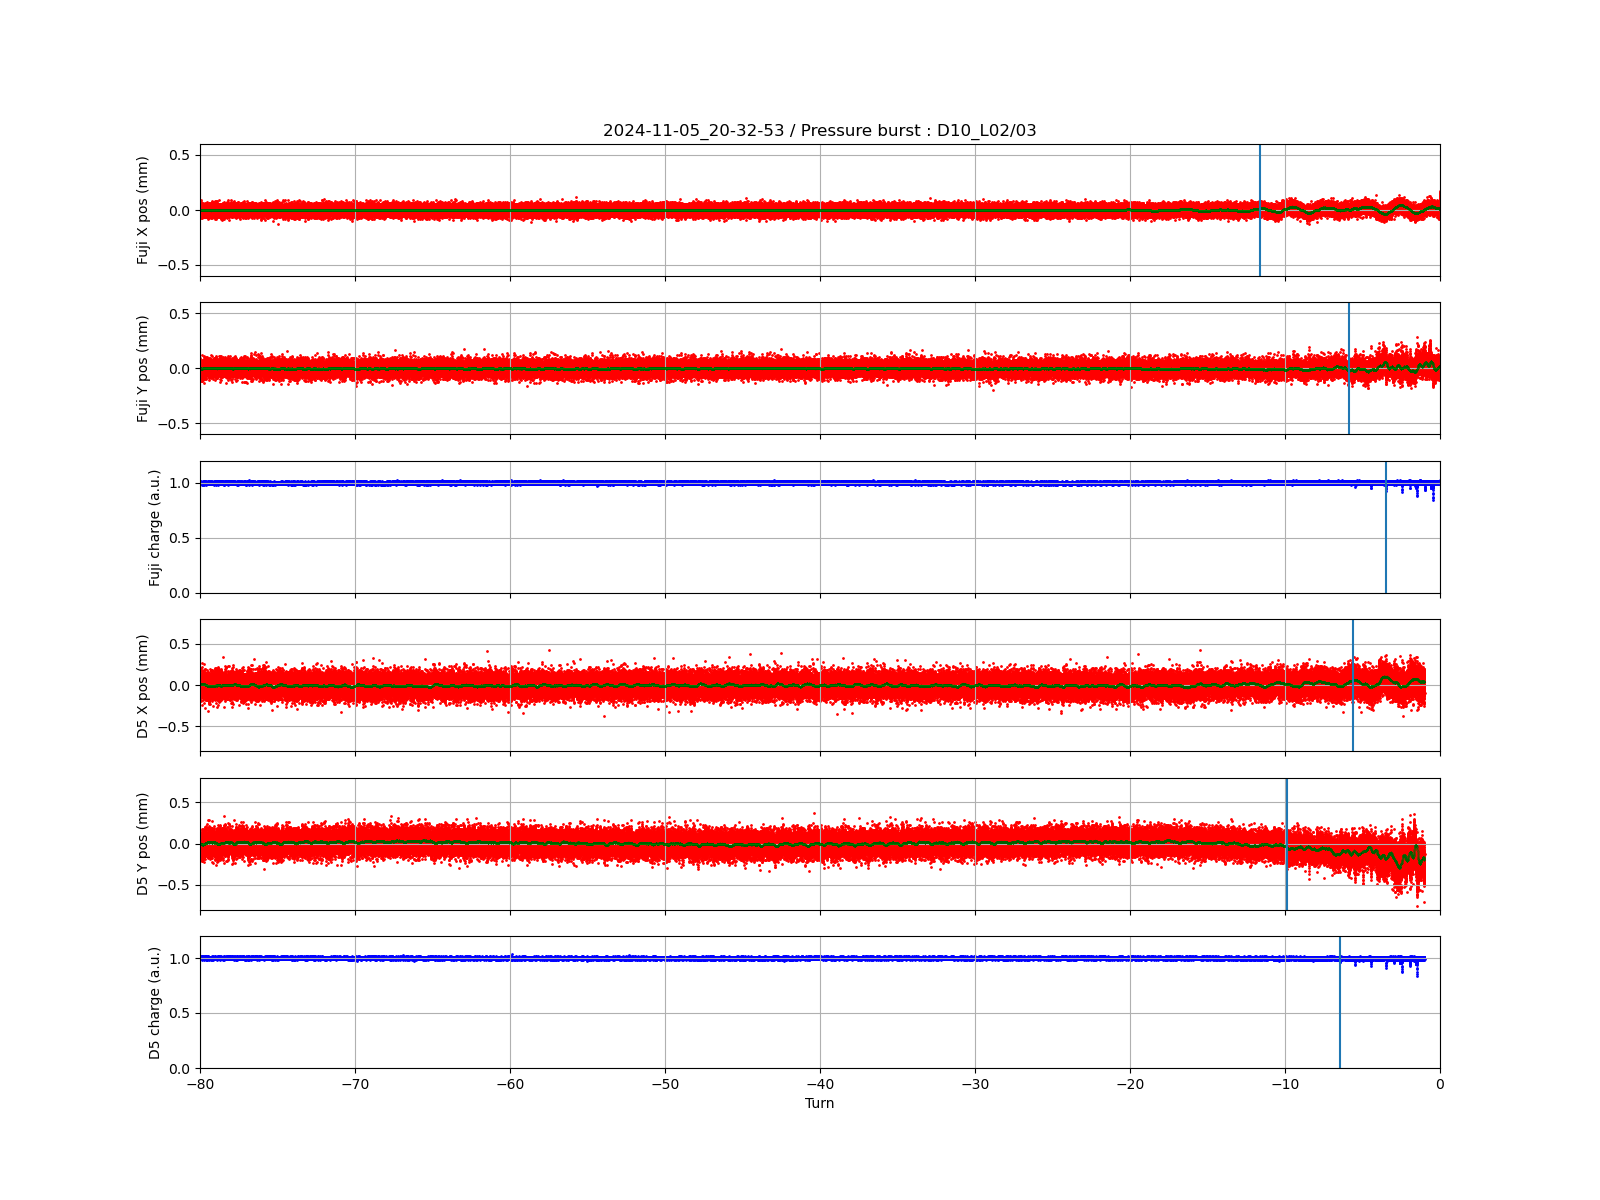 2024-11-05_20-32-53 / Pressure burst : D10_L02/03
Fuji X pos (mm)
0.5
0.0
−0.5
Fuji Y pos (mm)
0.5
0.0
−0.5
Fuji charge (a.u.)
1.0
0.5
0.0
D5 X pos (mm)
0.5
0.0
−0.5
D5 Y pos (mm)
0.5
0.0
−0.5
D5 charge (a.u.)
1.0
0.5
0.0
−80 −70 −60 −50 −40 −30 −20 −10 0
Turn